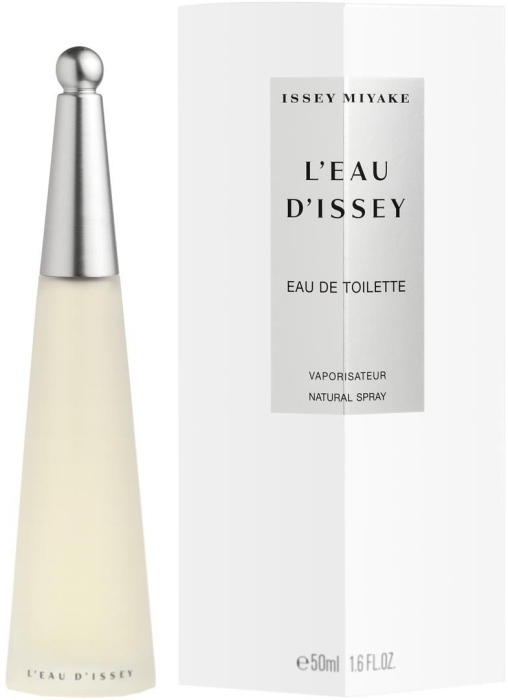 ISSEY MIYAKE
L'EAU
D'ISSEY
EAU DE TOILETTE
VAPORISATEUR
NATURAL SPRAY
℮50ml 1.6 FL.OZ.
L'EAU D'ISSEY